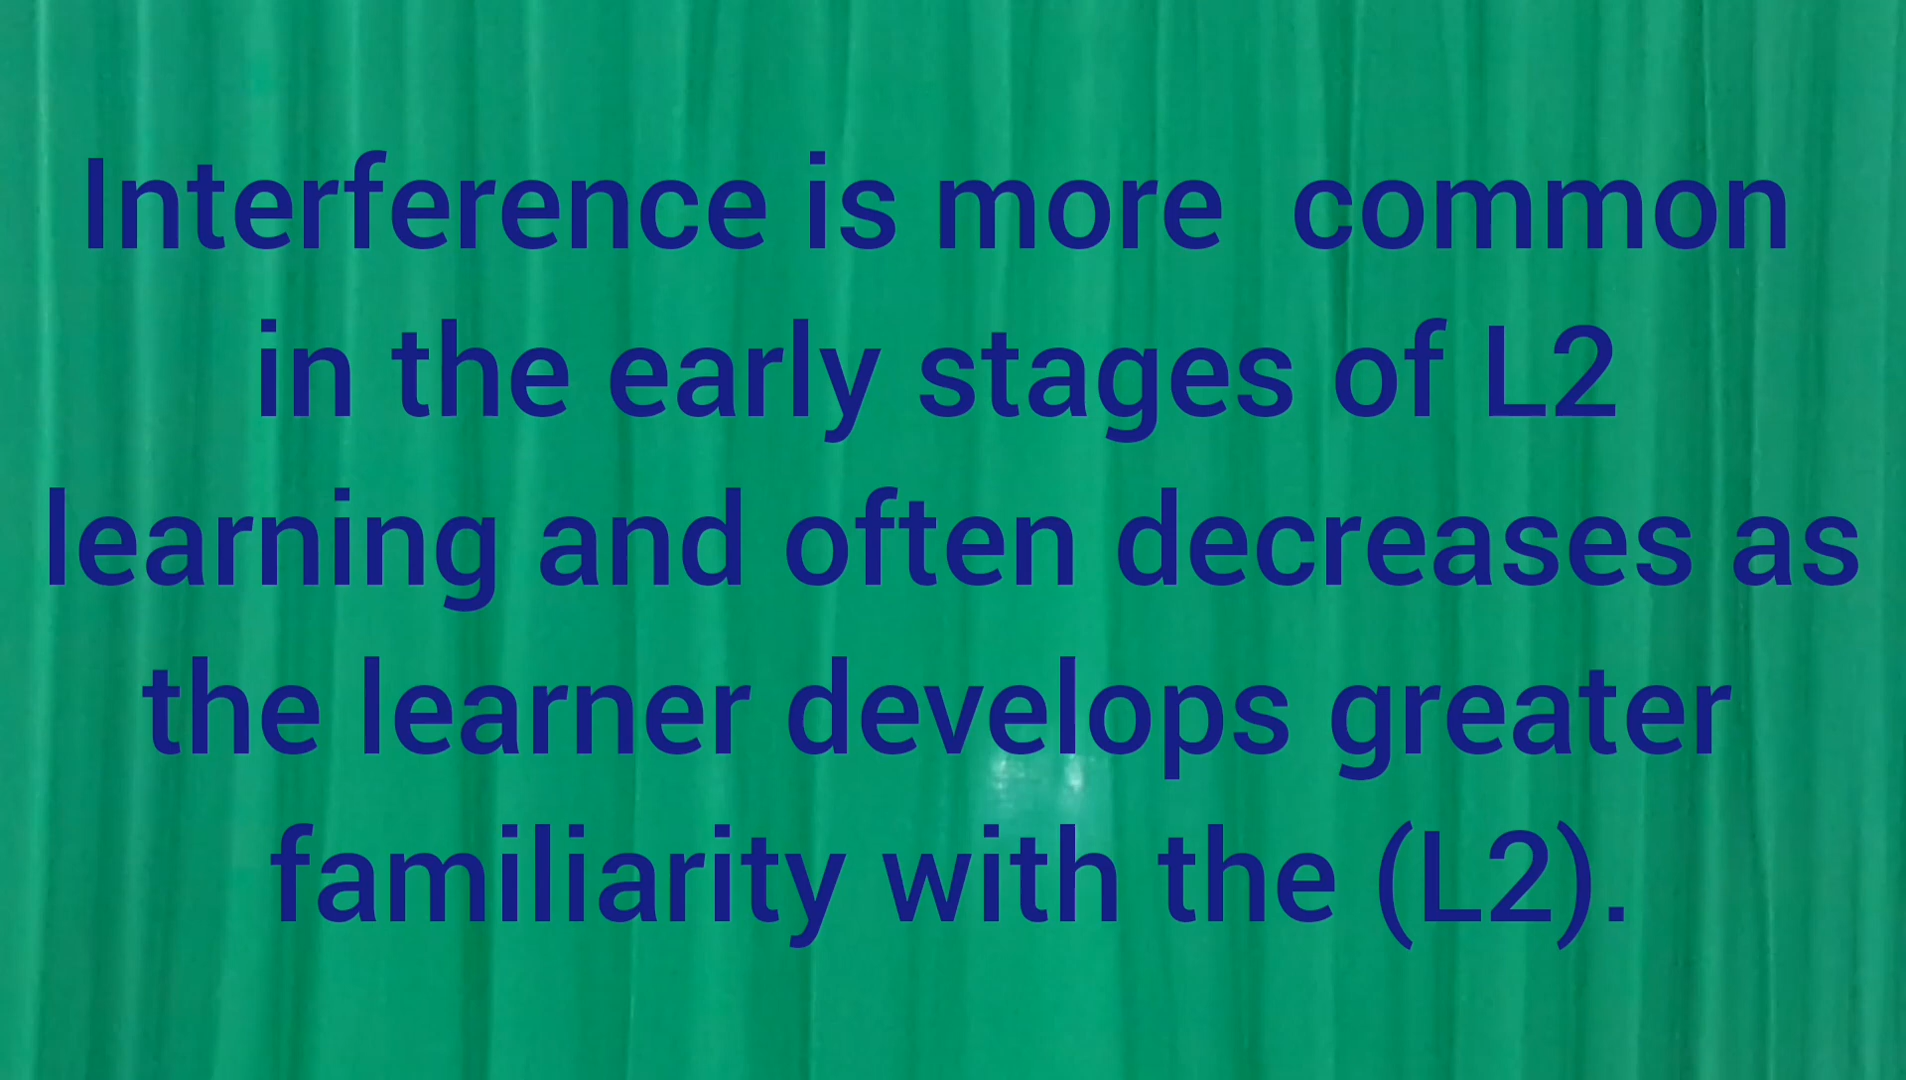 Interference is more  common
in the early stages of L2
learning and often decreases as
the learner develops greater
familiarity with the (L2).